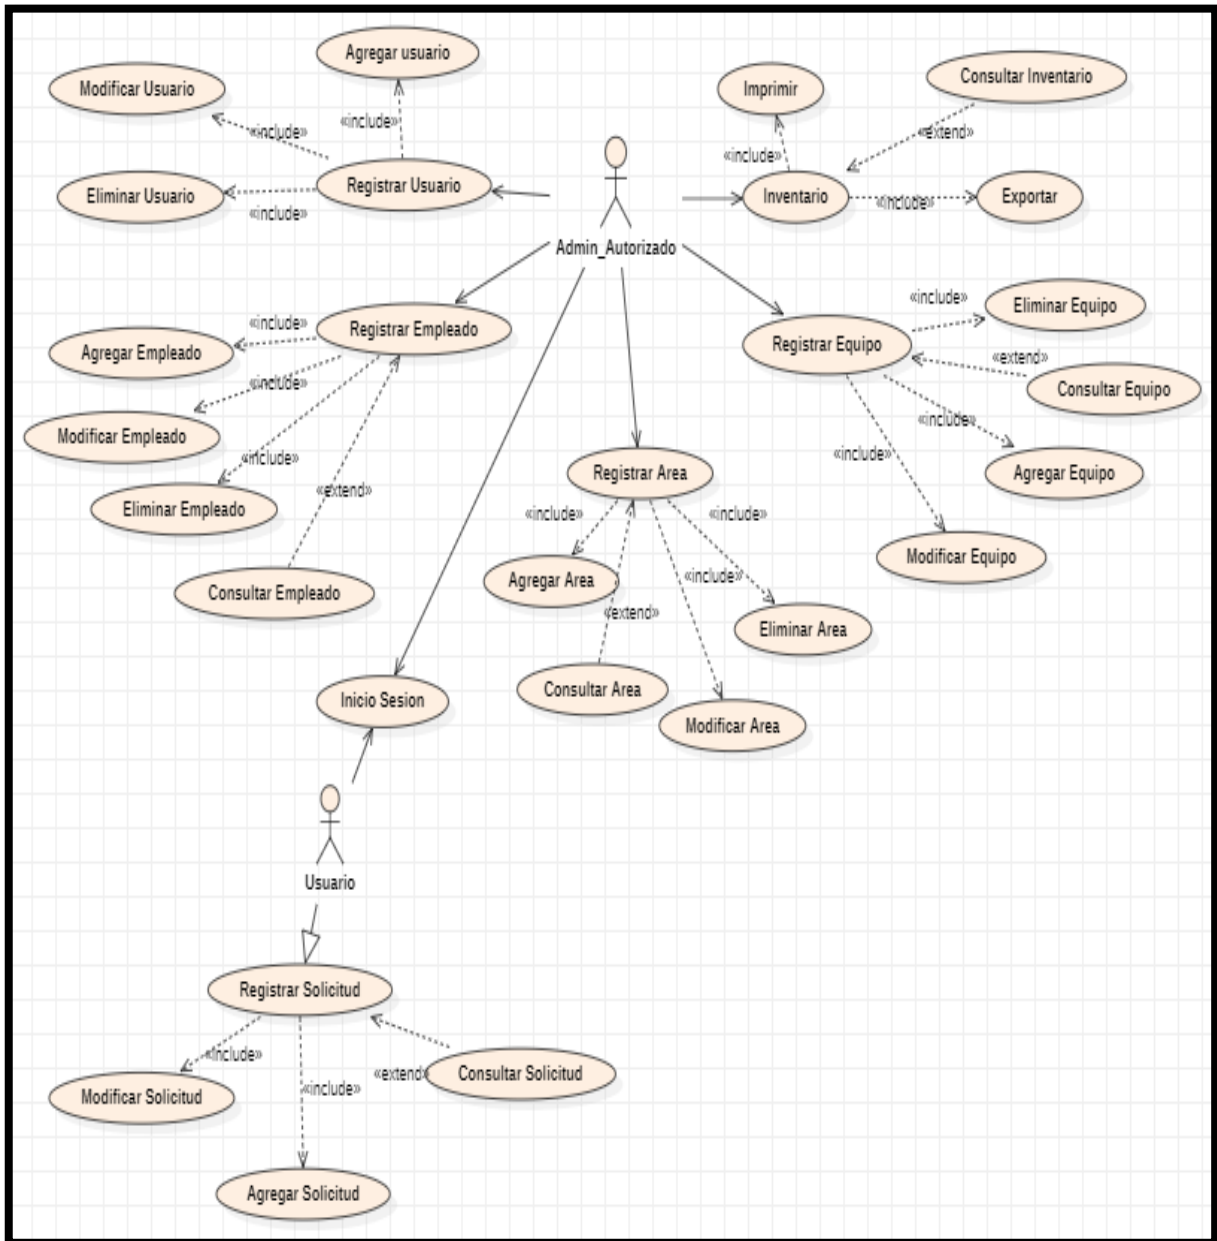 Agregar usuario
Modificar Usuario
Imprimir
Consultar Inventario
«include»
«include»
«extend»
«include»
Registrar Usuario
Eliminar Usuario
Inventario
Exportar
«include»
«include»
Admin_Autorizado
«include»
Eliminar Equipo
Registrar Empleado
«include»
Agregar Empleado
Registrar Equipo
«extend»
Consultar Equipo
«include»
Modificar Empleado
«include»
«include»
«include»
Registrar Area
Agregar Equipo
«extend»
Eliminar Empleado
«include»
«include»
Modificar Equipo
Consultar Empleado
Agregar Area
«include»
«extend»
Eliminar Area
Consultar Area
Inicio Sesion
Modificar Area
Usuario
Registrar Solicitud
«include»
«extend»
Consultar Solicitud
«include»
Modificar Solicitud
Agregar Solicitud